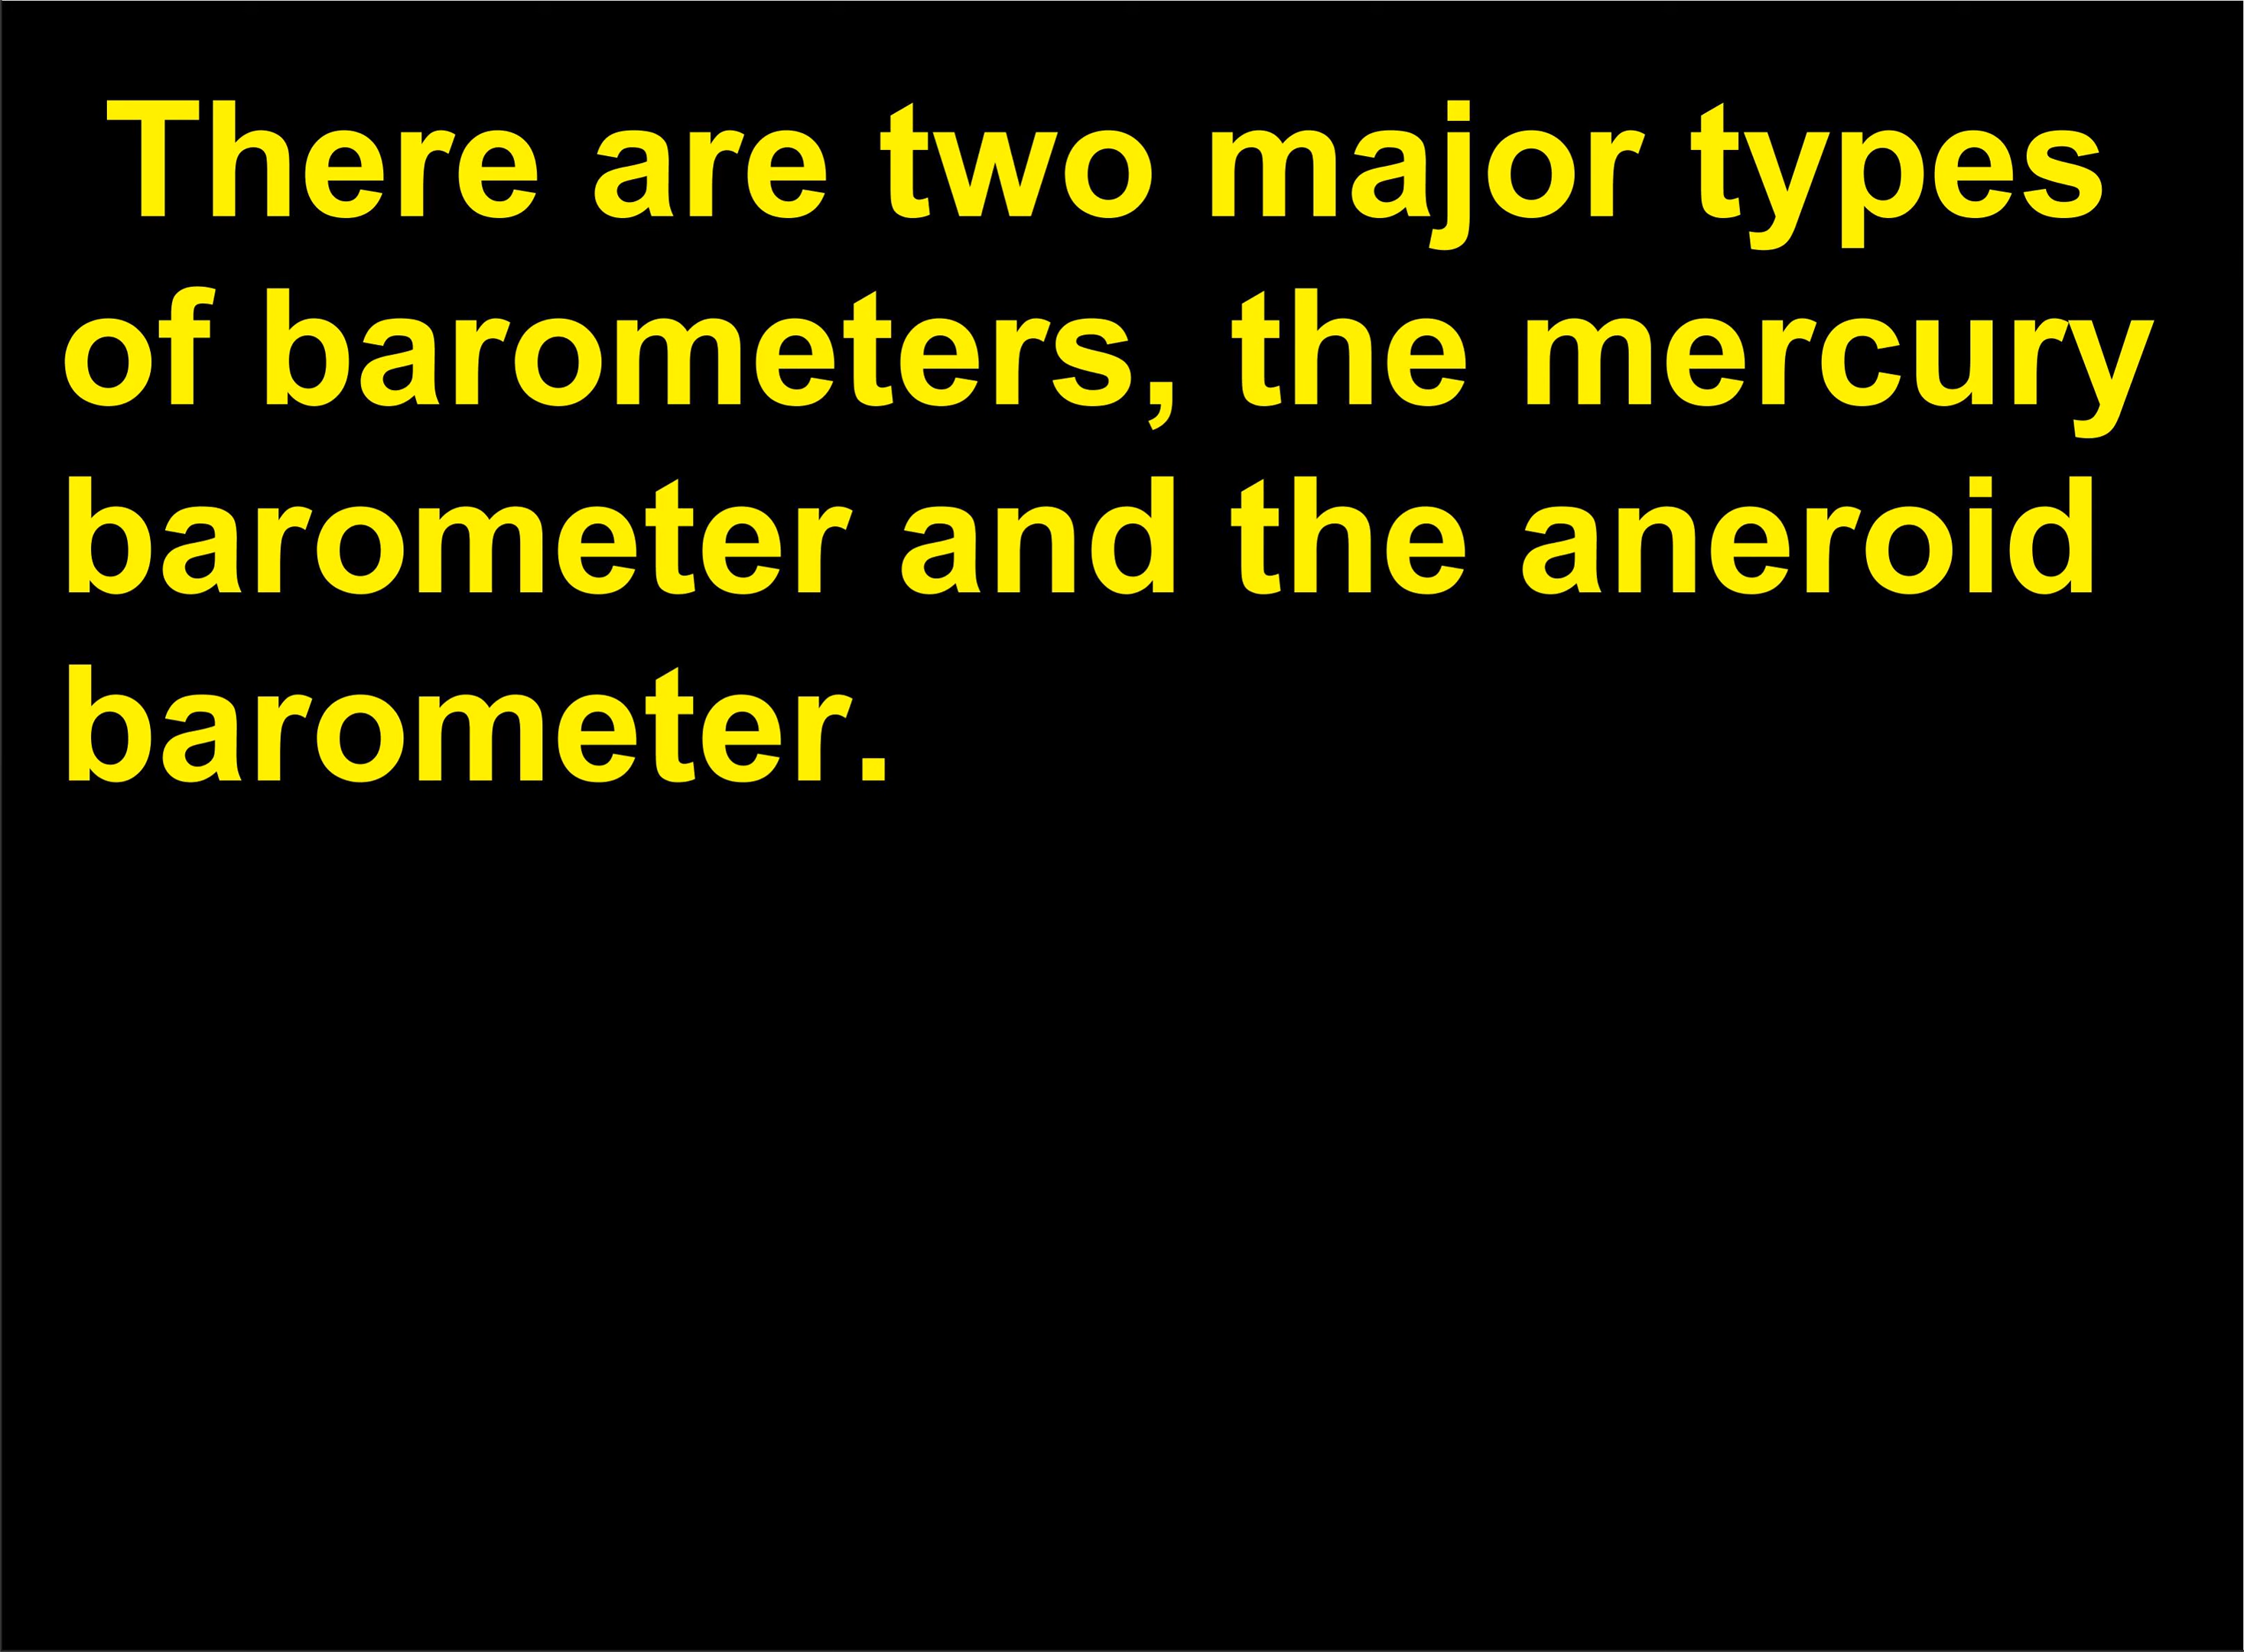 There are two major types
of barometers, the mercury
barometer and the aneroid
barometer.